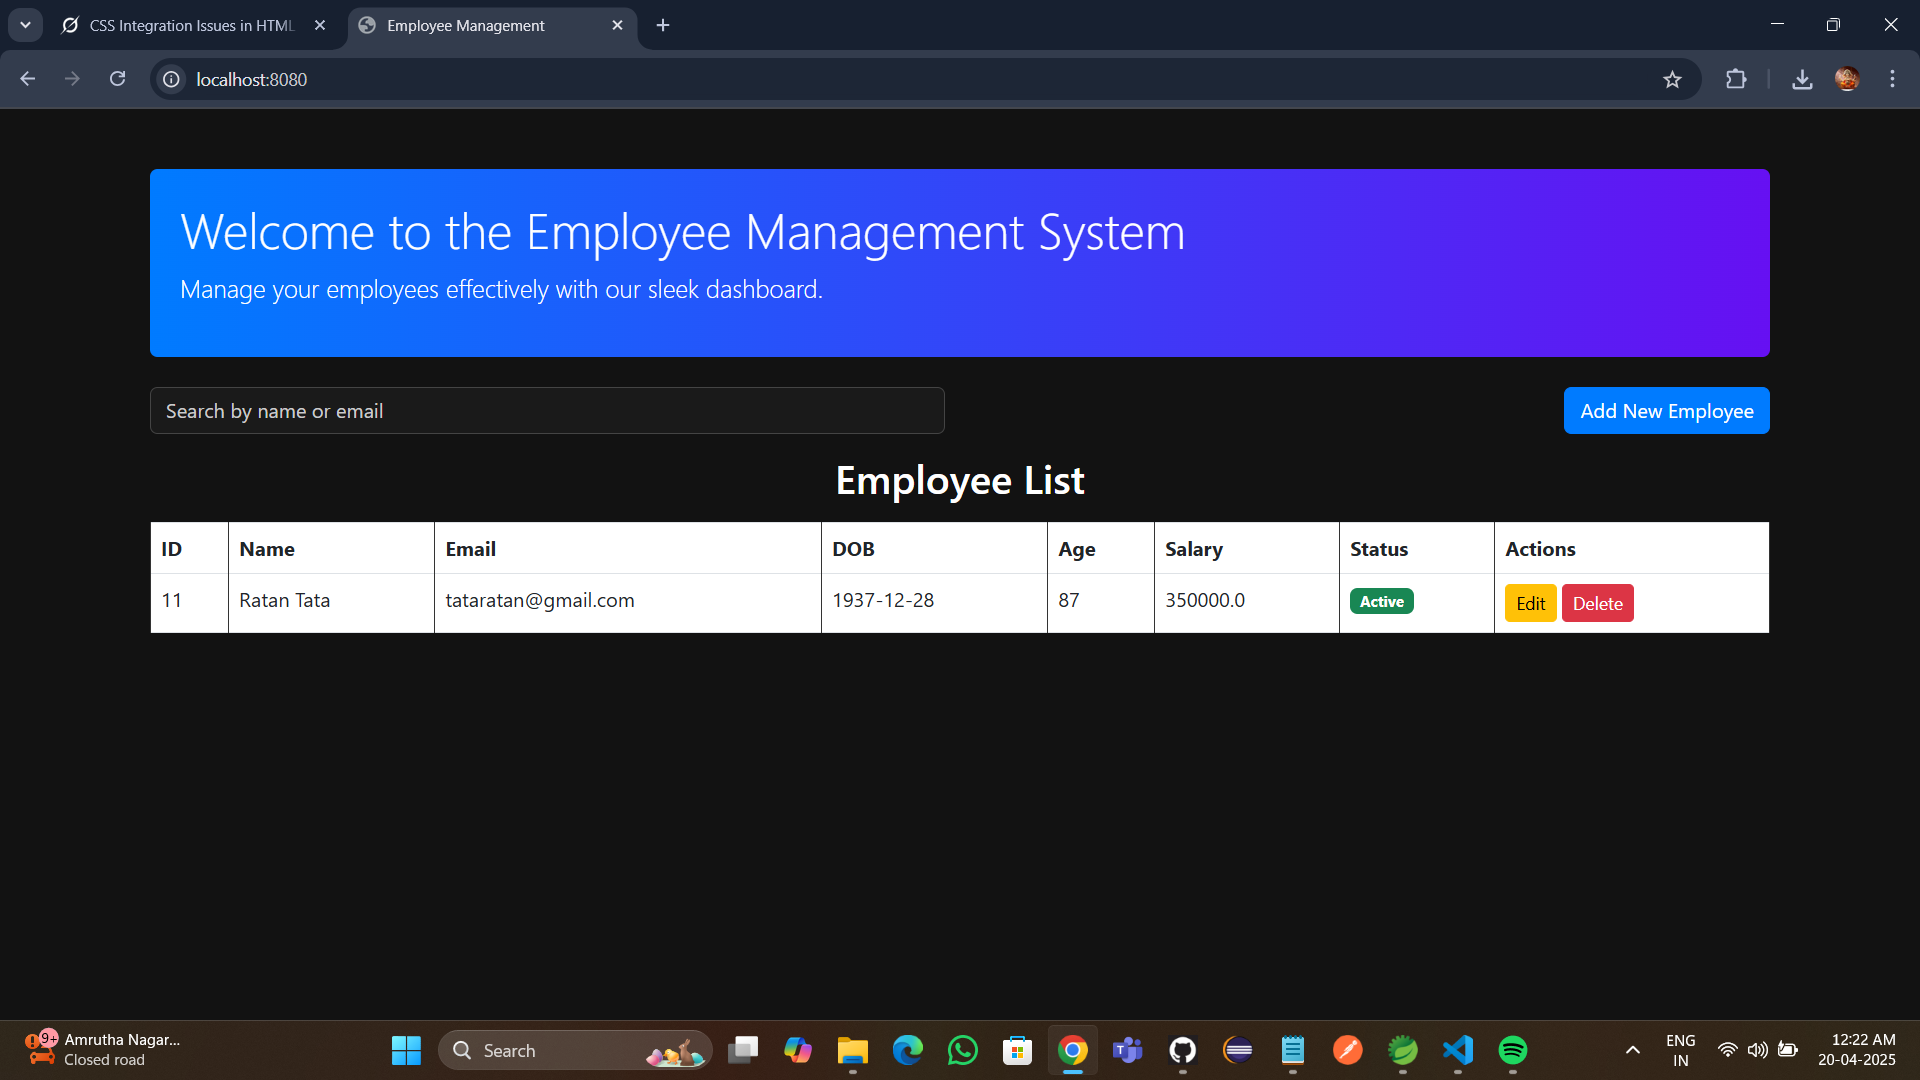 CSS Integration Issues in HTML
Employee Management
localhost:8080
Welcome to the Employee Management System
Manage your employees effectively with our sleek dashboard.
Search by name or email
Add New Employee
Employee List
ID Name Email DOB Age Salary Status Actions
11 Ratan Tata tataratan@gmail.com 1937-12-28 87 350000.0 Active Edit Delete
9+
Amrutha Nagar...
Closed road
Search
ENG
IN
12:22 AM
20-04-2025